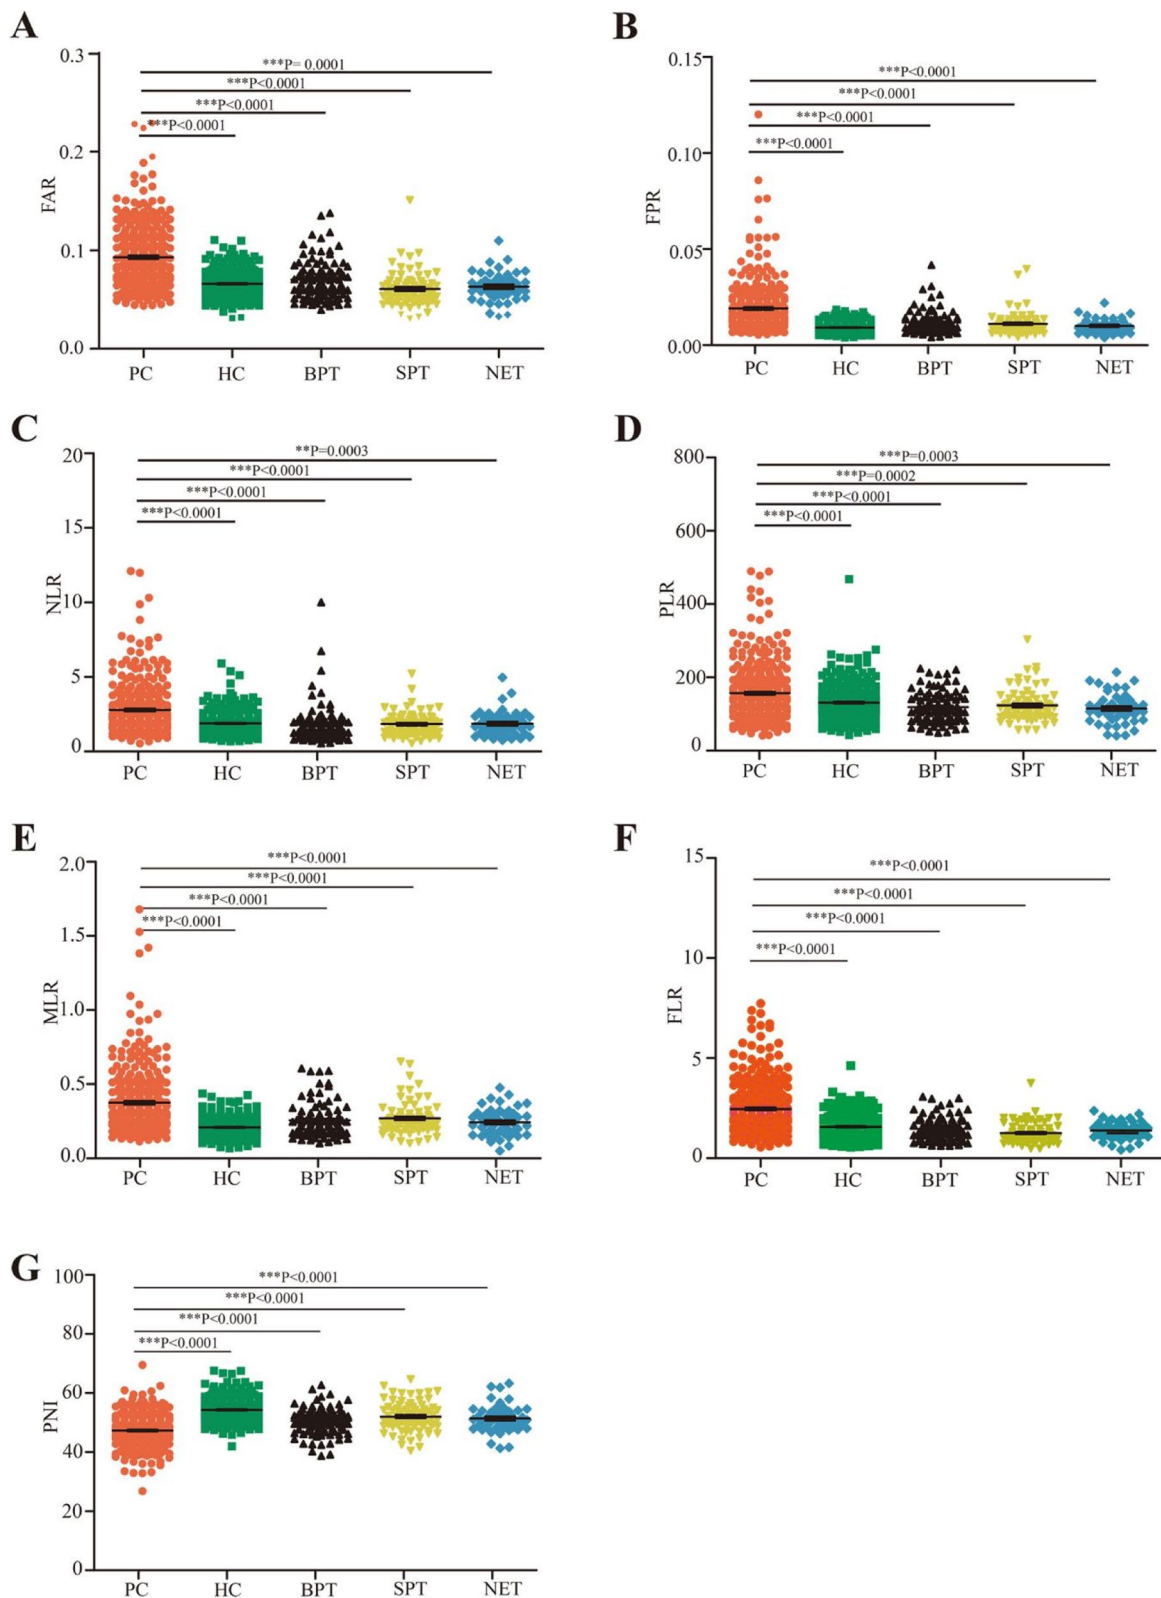 A
0.3
0.2
0.1
0.0
FAR
***P= 0.0001
***P<0.0001
***P<0.0001
***P<0.0001
PC HC BPT SPT NET
B
0.15
0.10
0.05
0.00
FPR
***P<0.0001
***P<0.0001
***P<0.0001
***P<0.0001
PC HC BPT SPT NET
C
20
15
10
5
0
NLR
**P=0.0003
***P<0.0001
***P<0.0001
***P<0.0001
PC HC BPT SPT NET
D
800
600
400
200
0
PLR
***P=0.0003
***P=0.0002
***P<0.0001
***P<0.0001
PC HC BPT SPT NET
E
2.0
1.5
1.0
0.5
0.0
MLR
***P<0.0001
***P<0.0001
***P<0.0001
***P<0.0001
PC HC BPT SPT NET
F
15
10
5
0
FLR
***P<0.0001
***P<0.0001
***P<0.0001
***P<0.0001
PC HC BPT SPT NET
G
100
80
60
40
20
0
PNI
***P<0.0001
***P<0.0001
***P<0.0001
***P<0.0001
PC HC BPT SPT NET